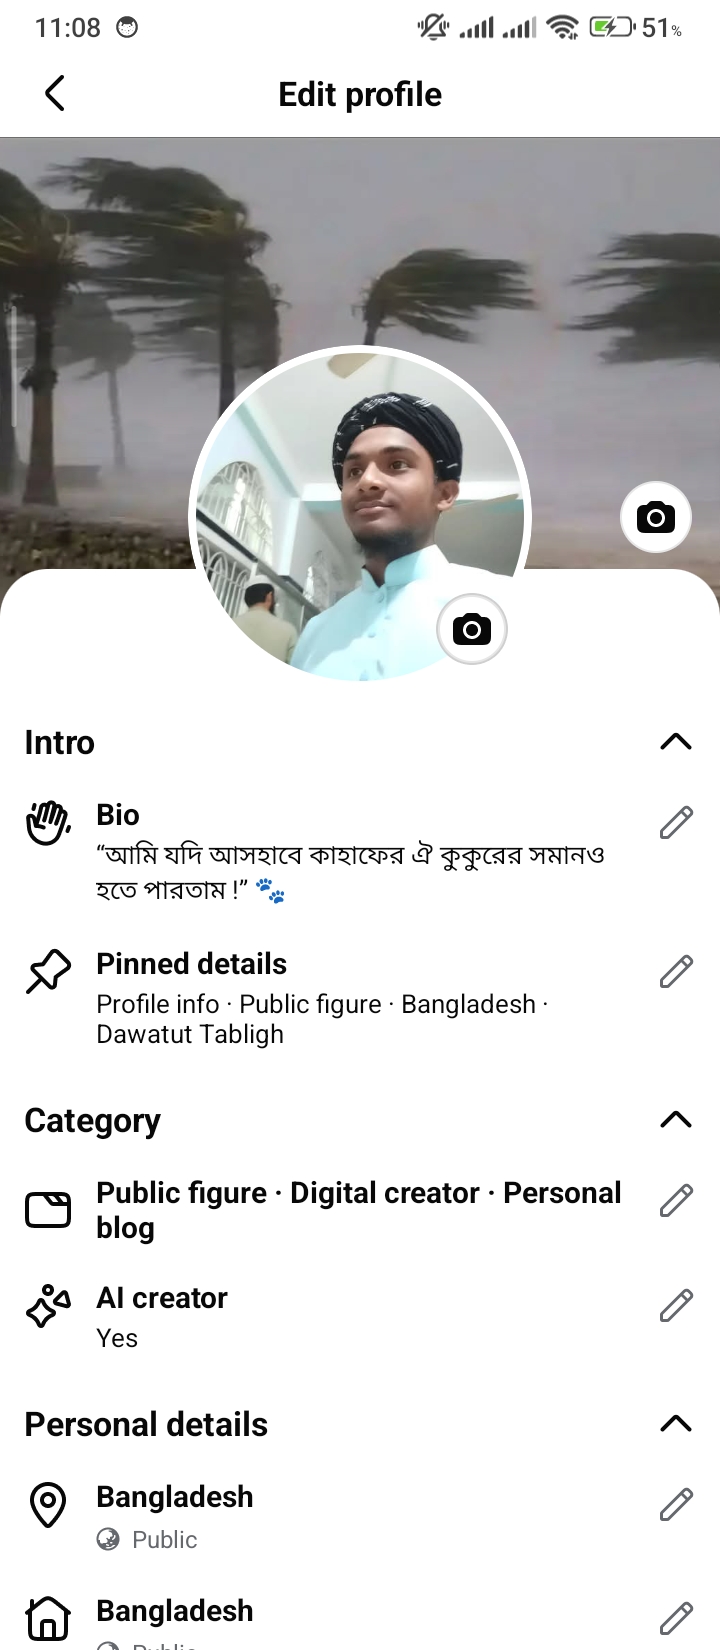 11:08
51%
Edit profile
Intro
Bio
“আমি যদি আসহাবে কাহাফের ঐ কুকুরের সমানও
হতে পারতাম !” 🐾
Pinned details
Profile info · Public figure · Bangladesh ·
Dawatut Tabligh
Category
Public figure · Digital creator · Personal
blog
AI creator
Yes
Personal details
Bangladesh
Public
Bangladesh